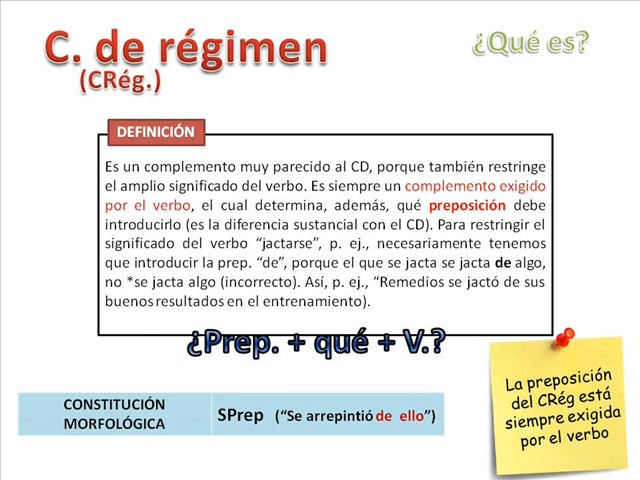 C. de régimen
(CRég.)
¿Qué es?
DEFINICIÓN
Es un complemento muy parecido al CD, porque también restringe
el amplio significado del verbo. Es siempre un complemento exigido
por el verbo, el cual determina, además, qué preposición debe
introducirlo (es la diferencia sustancial con el CD). Para restringir el
significado del verbo “jactarse”, p. ej., necesariamente tenemos
que introducir la prep. “de”, porque el que se jacta se jacta de algo,
no *se jacta algo (incorrecto). Así, p. ej., “Remedios se jactó de sus
buenos resultados en el entrenamiento).
¿Prep. + qué + V.?
CONSTITUCIÓN
MORFOLÓGICA
SPrep (“Se arrepintió de ello”)
La preposición
del CRég está
siempre exigida
por el verbo